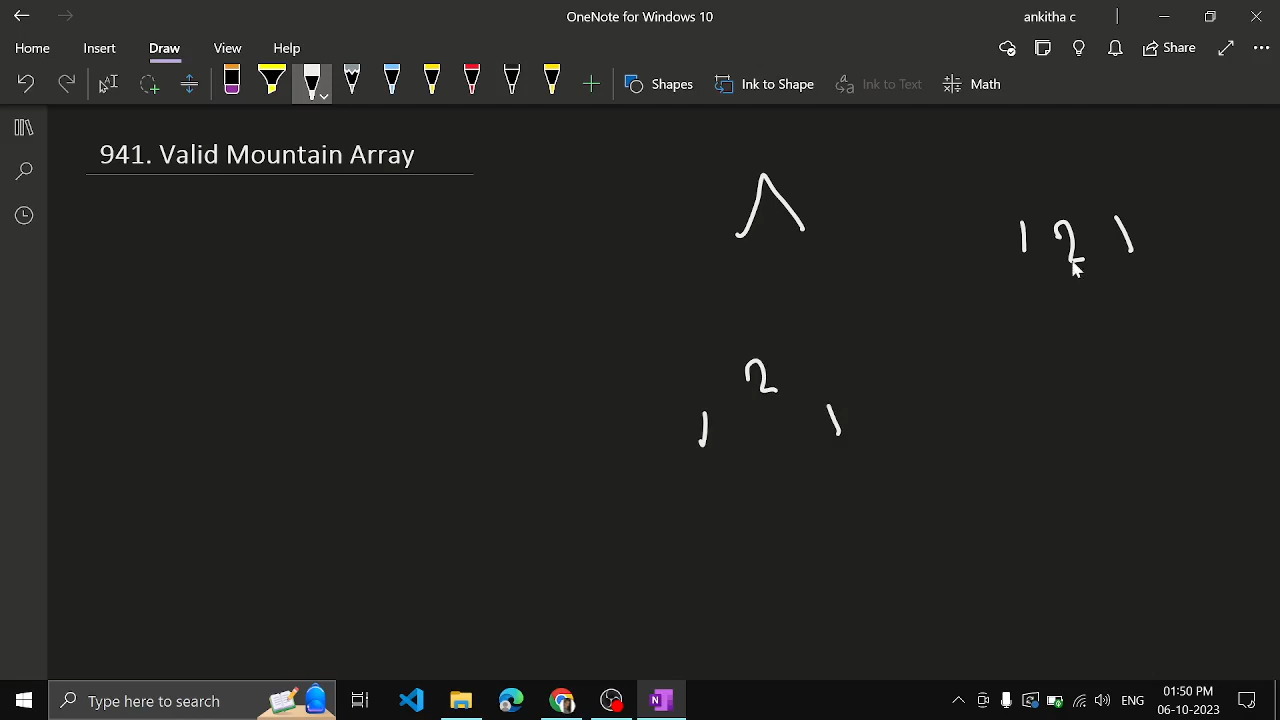 OneNote for Windows 10
ankitha c
Home Insert Draw View Help
Share
Shapes Ink to Shape Ink to Text Math
941. Valid Mountain Array
1 2 1
2
1 1
Type here to search
ENG
01:50 PM
06-10-2023